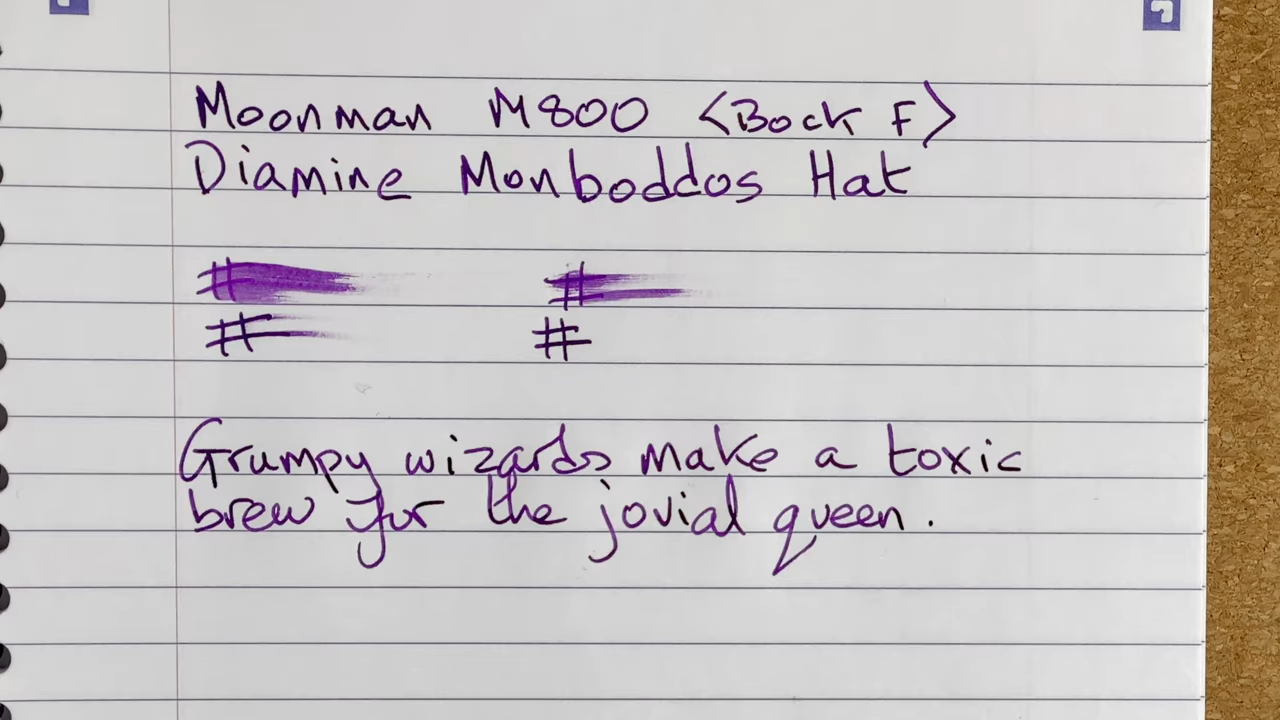 Moonman M800 <Bock F>
Diamine Monboddos Hat
# #
# #
Grumpy wizards make a toxic
brew for the jovial queen.